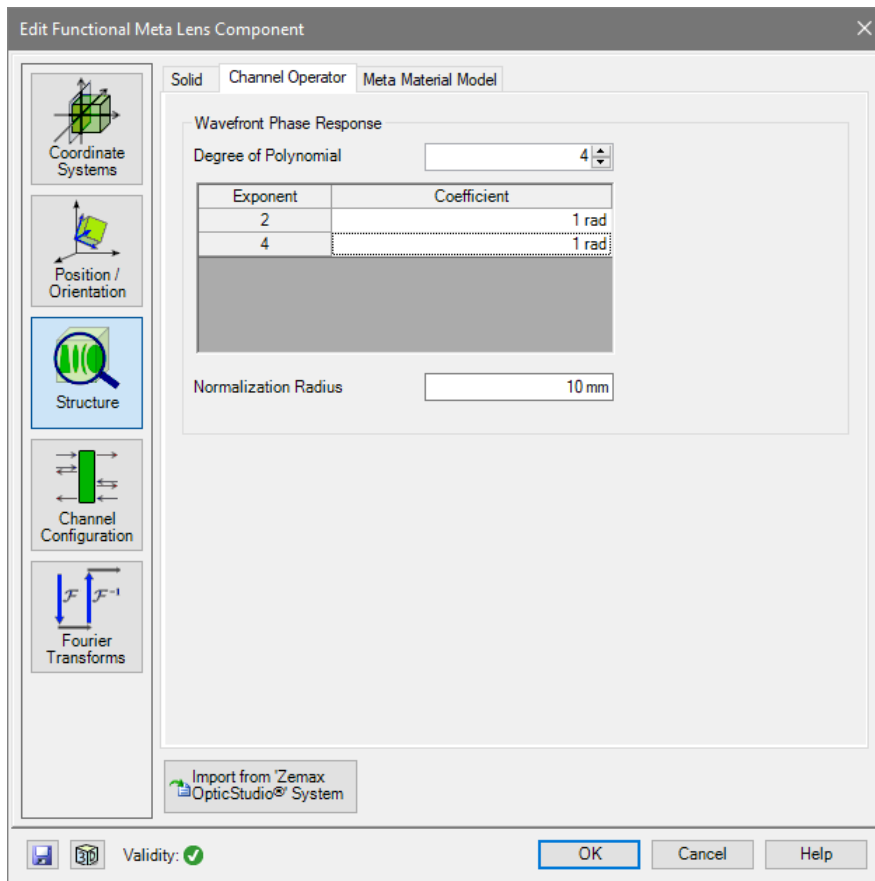 Edit Functional Meta Lens Component
Coordinate
Systems
Position /
Orientation
Structure
Channel
Configuration
F F-1
Fourier
Transforms
Solid Channel Operator Meta Material Model
Wavefront Phase Response
Degree of Polynomial 4
Exponent Coefficient
2 1 rad
4 1 rad
Normalization Radius 10 mm
Import from 'Zemax
OpticStudio®' System
3D Validity: OK Cancel Help